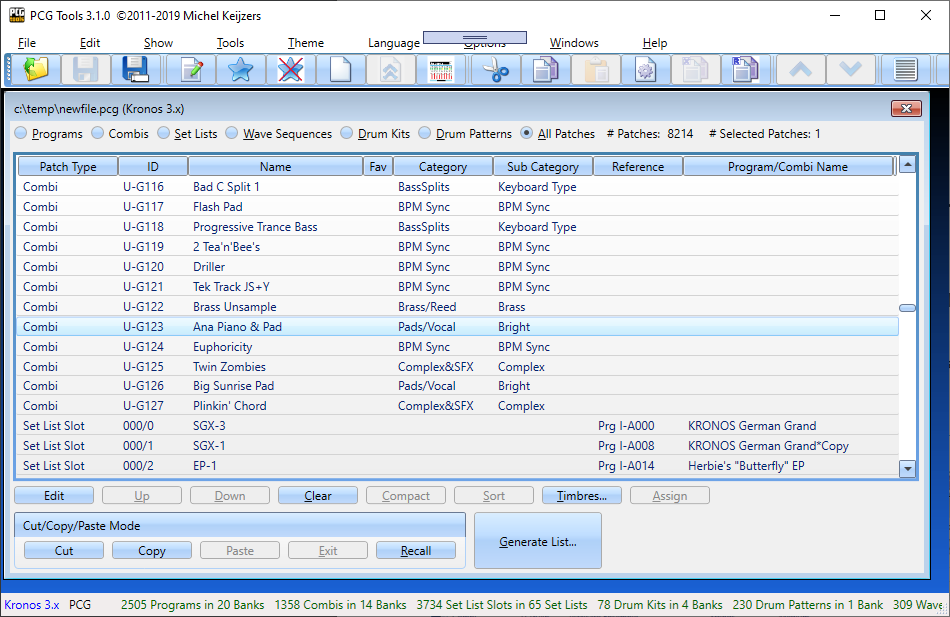 PCG Tools 3.1.0 ©2011-2019 Michel Keijzers
File Edit Show Tools Theme Language Options Windows Help
c:\temp\newfile.pcg (Kronos 3.x)
Programs Combis Set Lists Wave Sequences Drum Kits Drum Patterns All Patches # Patches: 8214 # Selected Patches: 1
Patch Type ID Name Fav Category Sub Category Reference Program/Combi Name
Combi U-G116 Bad C Split 1 BassSplits Keyboard Type
Combi U-G117 Flash Pad BPM Sync BPM Sync
Combi U-G118 Progressive Trance Bass BassSplits Keyboard Type
Combi U-G119 2 Tea'n'Bee's BPM Sync BPM Sync
Combi U-G120 Driller BPM Sync BPM Sync
Combi U-G121 Tek Track JS+Y BPM Sync BPM Sync
Combi U-G122 Brass Unsample Brass/Reed Brass
Combi U-G123 Ana Piano & Pad Pads/Vocal Bright
Combi U-G124 Euphoricity BPM Sync BPM Sync
Combi U-G125 Twin Zombies Complex&SFX Complex
Combi U-G126 Big Sunrise Pad Pads/Vocal Bright
Combi U-G127 Plinkin' Chord Complex&SFX Complex
Set List Slot 000/0 SGX-3 Prg I-A000 KRONOS German Grand
Set List Slot 000/1 SGX-1 Prg I-A008 KRONOS German Grand*Copy
Set List Slot 000/2 EP-1 Prg I-A014 Herbie's "Butterfly" EP
Edit Up Down Clear Compact Sort Timbres... Assign
Cut/Copy/Paste Mode
Cut Copy Paste Exit Recall
Generate List...
Kronos 3.x PCG 2505 Programs in 20 Banks 1358 Combis in 14 Banks 3734 Set List Slots in 65 Set Lists 78 Drum Kits in 4 Banks 230 Drum Patterns in 1 Bank 309 Wave